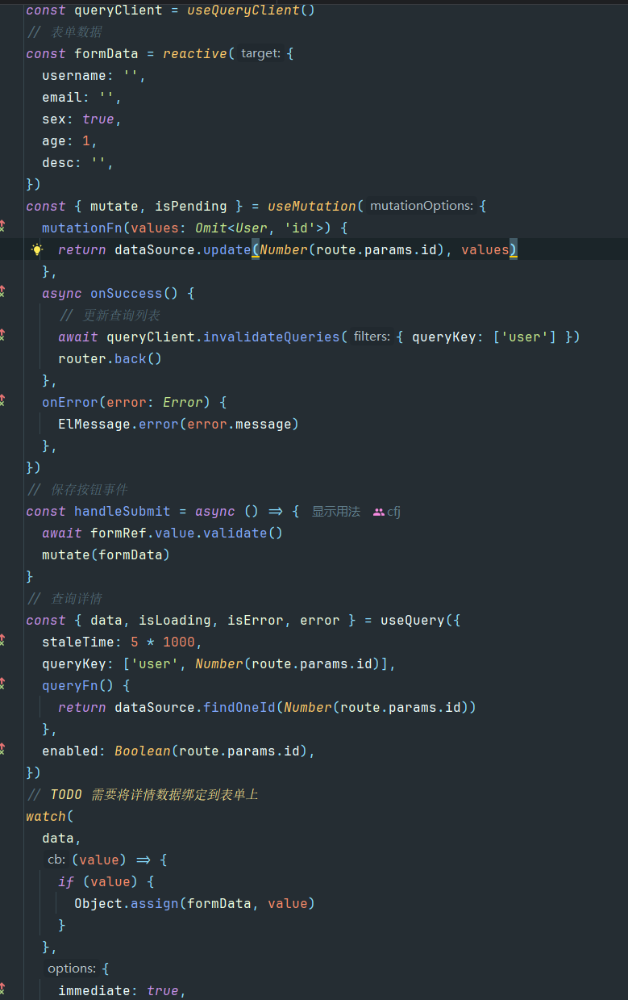 const queryClient = useQueryClient()
// 表单数据
const formData = reactive( target: {
username: '',
email: '',
sex: true,
age: 1,
desc: '',
})
const { mutate, isPending } = useMutation( mutationOptions: {
mutationFn(values: Omit<User, 'id'>) {
return dataSource.update(Number(route.params.id), values)
},
async onSuccess() {
// 更新查询列表
await queryClient.invalidateQueries( filters: { queryKey: ['user'] })
router.back()
},
onError(error: Error) {
ElMessage.error(error.message)
},
})
// 保存按钮事件
const handleSubmit = async () => { 显示用法 cfj
await formRef.value.validate()
mutate(formData)
}
// 查询详情
const { data, isLoading, isError, error } = useQuery({
staleTime: 5 * 1000,
queryKey: ['user', Number(route.params.id)],
queryFn() {
return dataSource.findOneId(Number(route.params.id))
},
enabled: Boolean(route.params.id),
})
// TODO 需要将详情数据绑定到表单上
watch(
data,
cb: (value) => {
if (value) {
Object.assign(formData, value)
}
},
options: {
immediate: true,